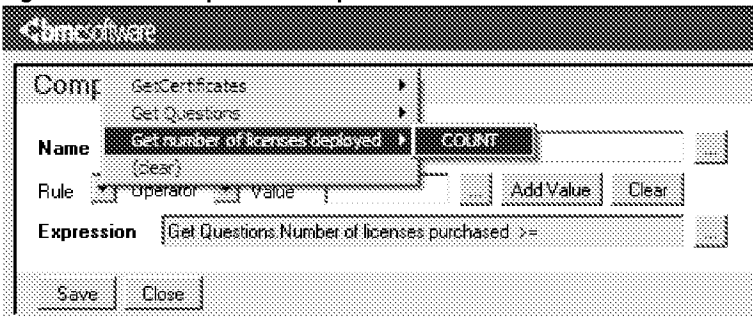 bmcsoftware
Comp
GetCertificates
Get Questions
Get number of licenses deployed COUNT
Name ...
(clear)
Rule Operator Value ... Add Value Clear
Expression Get Questions.Number of licenses purchased >= ...
Save Close